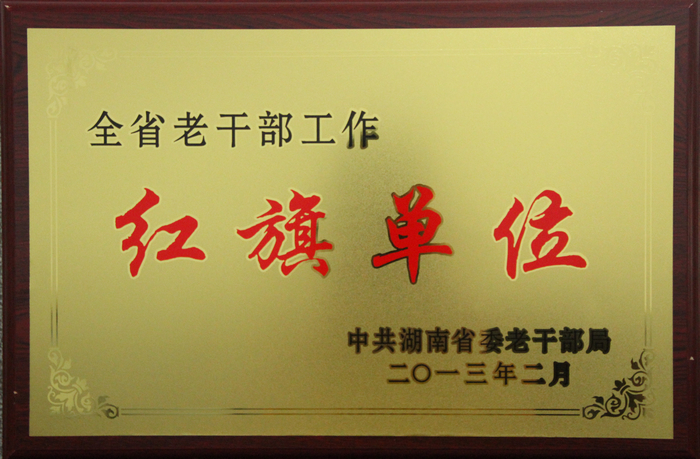 全省老干部工作
红旗单位
中共湖南省委老干部局
二〇一三年二月